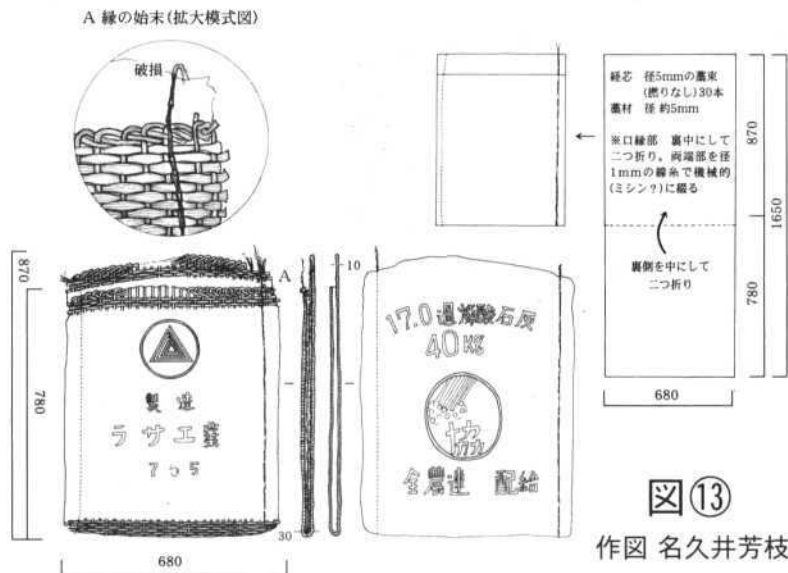 A 縁の始末(拡大模式図)
破損
経芯 径5mmの藁束
(撚りなし)30本
藁材 径 約5mm
※口縁部 裏中にして
二つ折り。両端部を径
1mmの綿糸で機械的
(ミシン?)に綴る
裏側を中にして
二つ折り
870
780
1650
680
870
780
A
10
30
680
製造
ラサ工業
705
17.0過燐酸石灰
40KG
協
全農連 配給
図⑬
作図 名久井芳枝